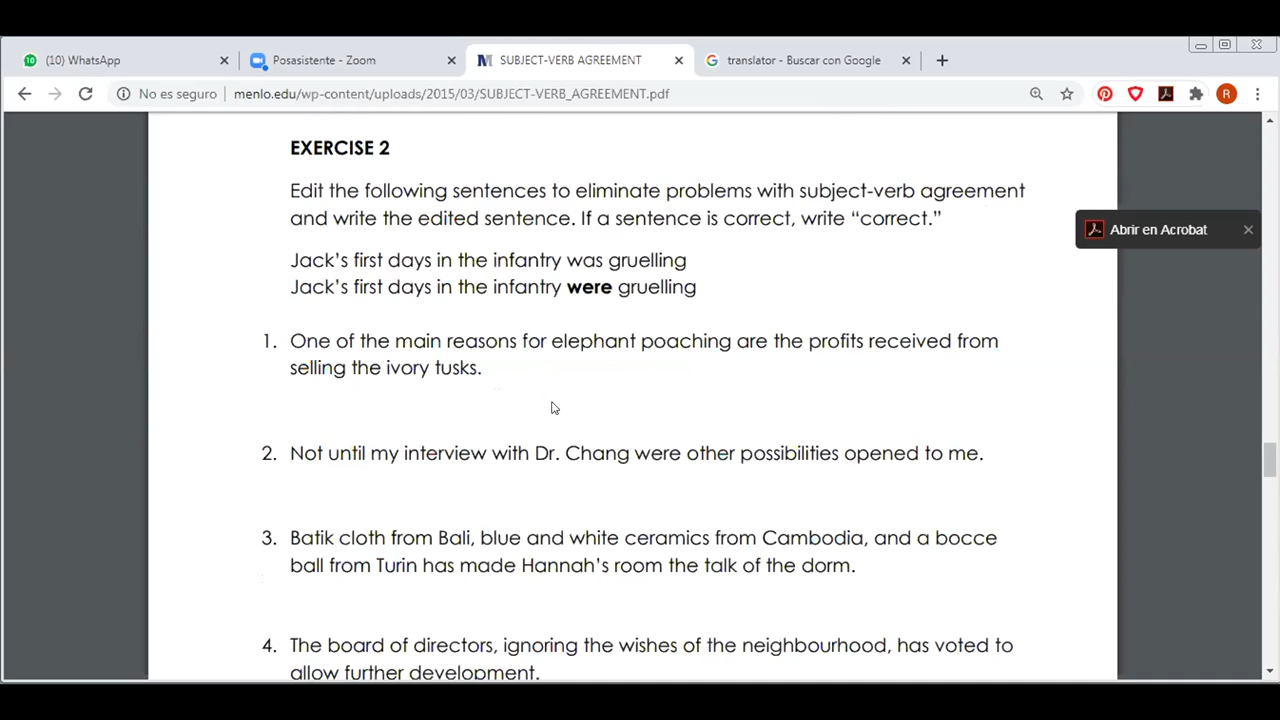 (10) WhatsApp
Posasistente - Zoom
SUBJECT-VERB AGREEMENT
translator - Buscar con Google
No es seguro
menlo.edu/wp-content/uploads/2015/03/SUBJECT-VERB_AGREEMENT.pdf
R
EXERCISE 2
Edit the following sentences to eliminate problems with subject-verb agreement
and write the edited sentence. If a sentence is correct, write “correct.”
Abrir en Acrobat
Jack’s first days in the infantry was gruelling
Jack’s first days in the infantry were gruelling
1. One of the main reasons for elephant poaching are the profits received from
selling the ivory tusks.
2. Not until my interview with Dr. Chang were other possibilities opened to me.
3. Batik cloth from Bali, blue and white ceramics from Cambodia, and a bocce
ball from Turin has made Hannah’s room the talk of the dorm.
4. The board of directors, ignoring the wishes of the neighbourhood, has voted to
allow further development.